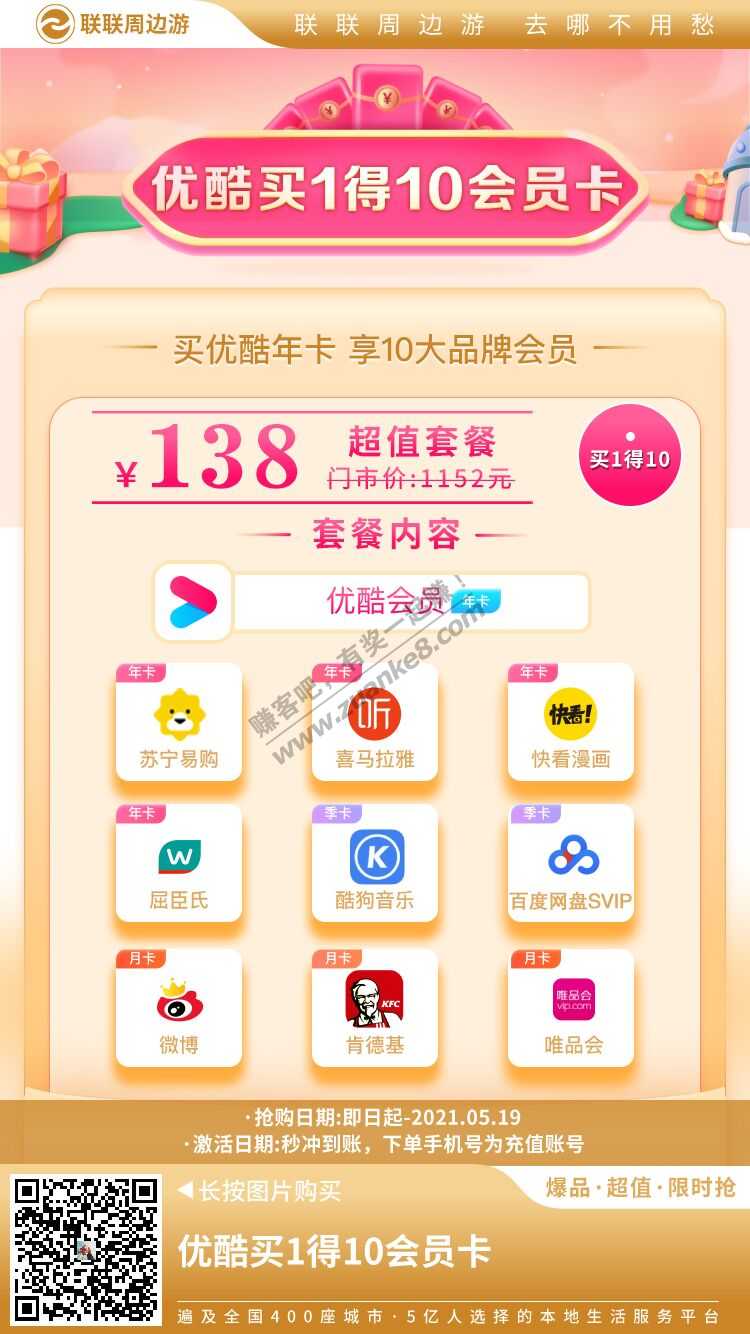 联联周边游
联联周边游 去哪不用愁
优酷买1得10会员卡
买优酷年卡 享10大品牌会员
¥138
超值套餐
门市价:1152元
买1得10
套餐内容
优酷会员 年卡
年卡 年卡 年卡
听 快看!
苏宁易购 喜马拉雅 快看漫画
年卡 季卡 季卡
W K
屈臣氏 酷狗音乐 百度网盘SVIP
月卡 月卡 月卡
KFC 唯品会
vip.com
微博 肯德基 唯品会
赚客吧，有奖一起赚！
www.zuanke8.com
·抢购日期:即日起-2021.05.19
·激活日期:秒冲到账，下单手机号为充值账号
长按图片购买
爆品·超值·限时抢
优酷买1得10会员卡
遍及全国400座城市·5亿人选择的本地生活服务平台